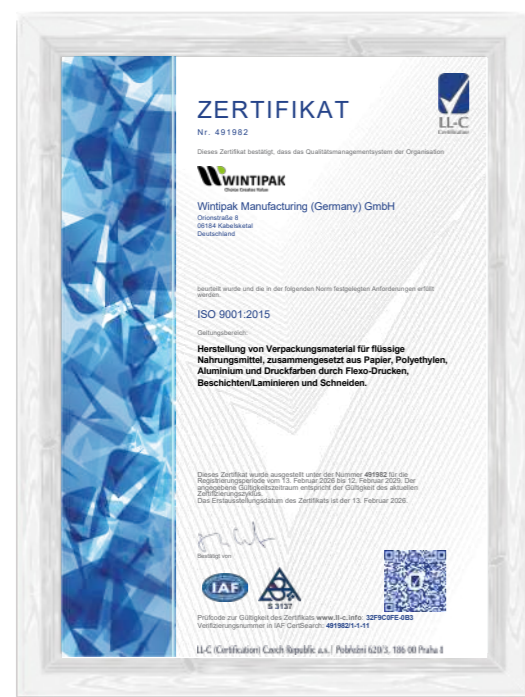 ZERTIFIKAT
LL-C
Certification
Nr. 491982
Dieses Zertifikat bestätigt, dass das Qualitätsmanagementsystem der Organisation
WINTIPAK
Choice Creates Value
Wintipak Manufacturing (Germany) GmbH
Orionstraße 8
06184 Kabelsketal
Deutschland
beurteilt wurde und die in der folgenden Norm festgelegten Anforderungen erfüllt
werden.
ISO 9001:2015
Geltungsbereich:
Herstellung von Verpackungsmaterial für flüssige
Nahrungsmittel, zusammengesetzt aus Papier, Polyethylen,
Aluminium und Druckfarben durch Flexo-Drucken,
Beschichten/Laminieren und Schneiden.
Dieses Zertifikat wurde ausgestellt unter der Nummer 491982 für die
Registrierungsperiode vom 13. Februar 2026 bis 12. Februar 2029. Der
angegebene Gültigkeitszeitraum entspricht der Gültigkeit des aktuellen
Zertifizierungszyklus.
Das Erstausstellungsdatum des Zertifikats ist der 13. Februar 2026.
Bestätigt von
IAF
S 3137
Prüfcode zur Gültigkeit des Zertifikats www.ll-c.info: 32F9C0FE-0B3
Verifizierungsnummer in IAF CertSearch: 491982/1-1-11
LL-C (Certification) Czech Republic a.s. | Pobřežní 620/3, 186 00 Praha 8